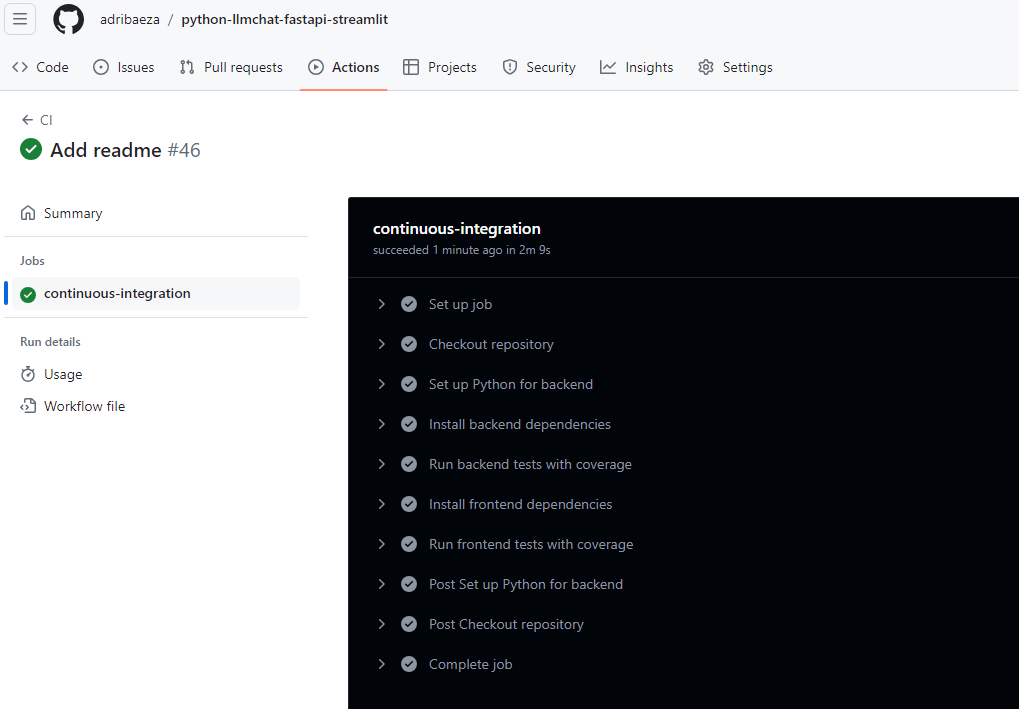 adribaeza / python-llmchat-fastapi-streamlit
Code Issues Pull requests Actions Projects Security Insights Settings
CI
Add readme #46
Summary
Jobs
continuous-integration
Run details
Usage
Workflow file
continuous-integration
succeeded 1 minute ago in 2m 9s
Set up job
Checkout repository
Set up Python for backend
Install backend dependencies
Run backend tests with coverage
Install frontend dependencies
Run frontend tests with coverage
Post Set up Python for backend
Post Checkout repository
Complete job